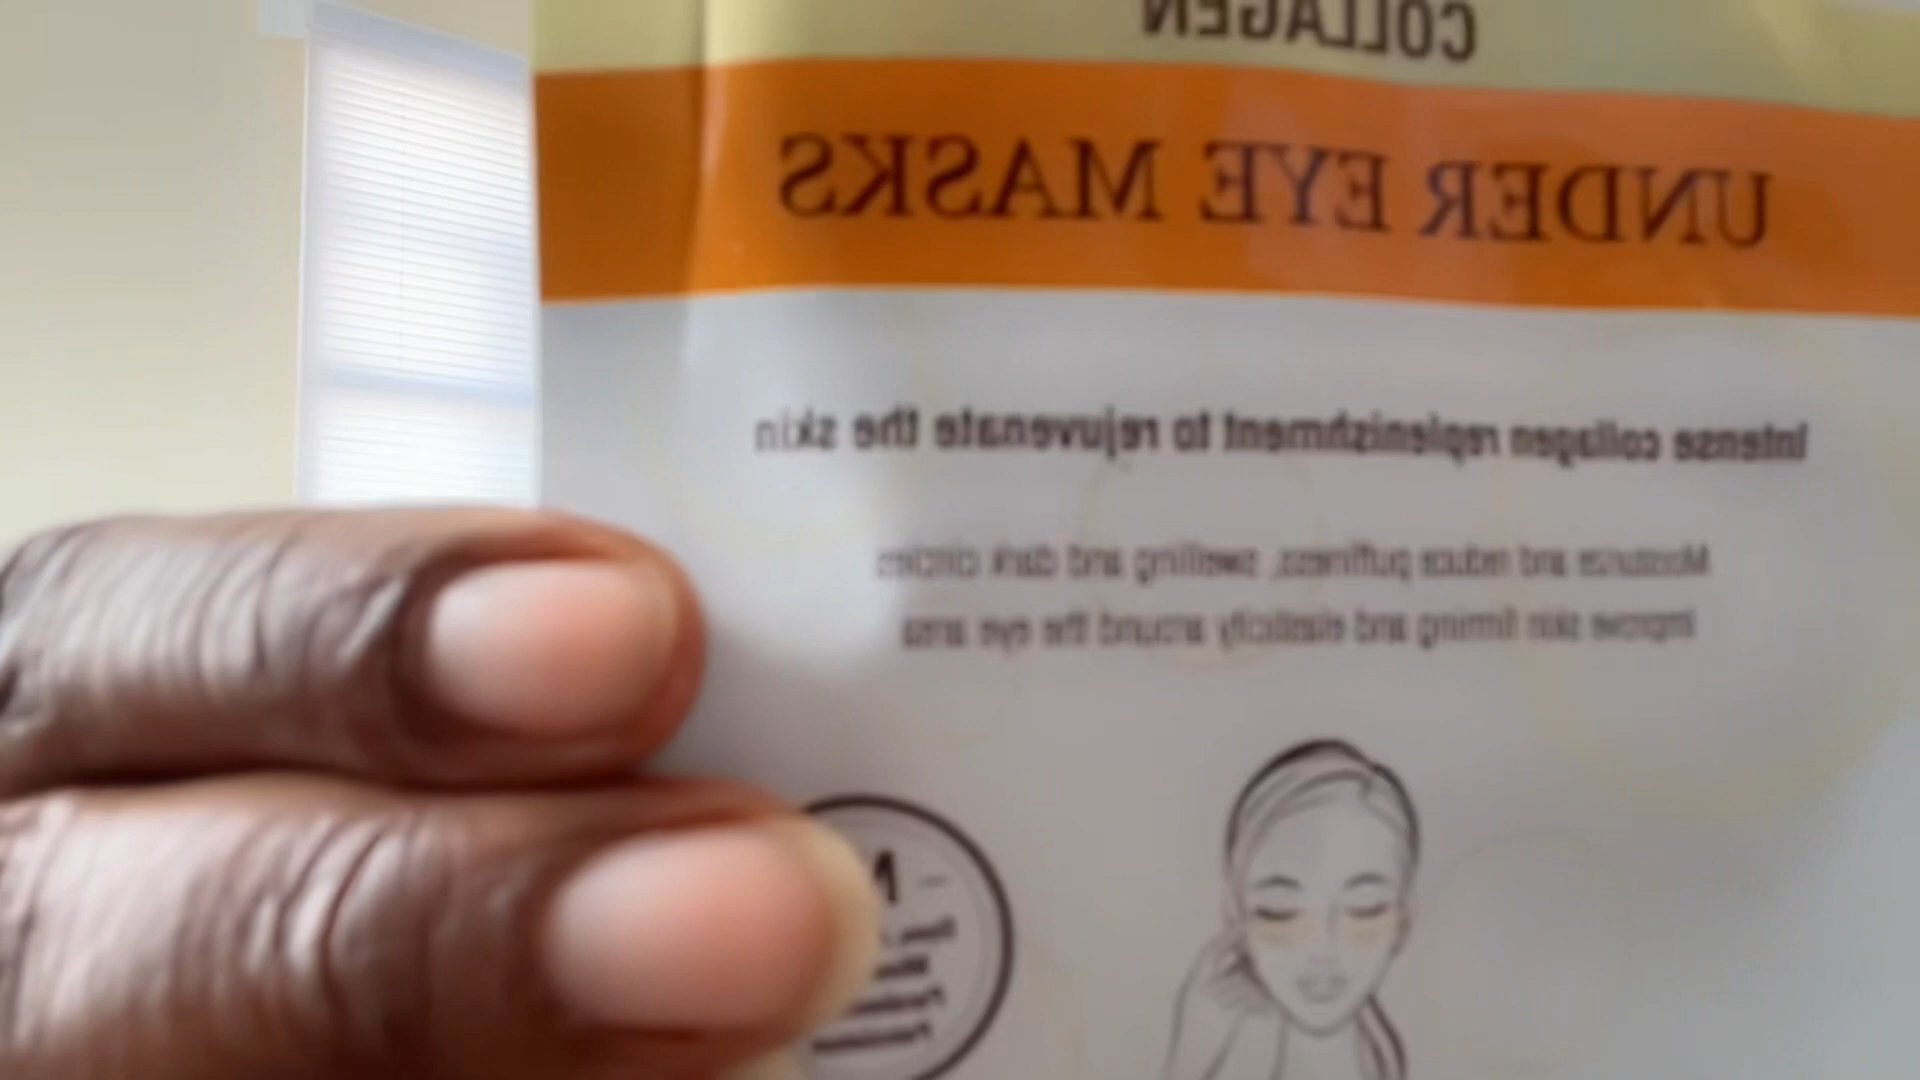 COLLAGEN
UNDER EYE MASKS
Intense collagen replenishment to rejuvenate the skin
Moisturize and reduce puffiness, swelling and dark circles
Improve skin firming and elasticity around the eye area